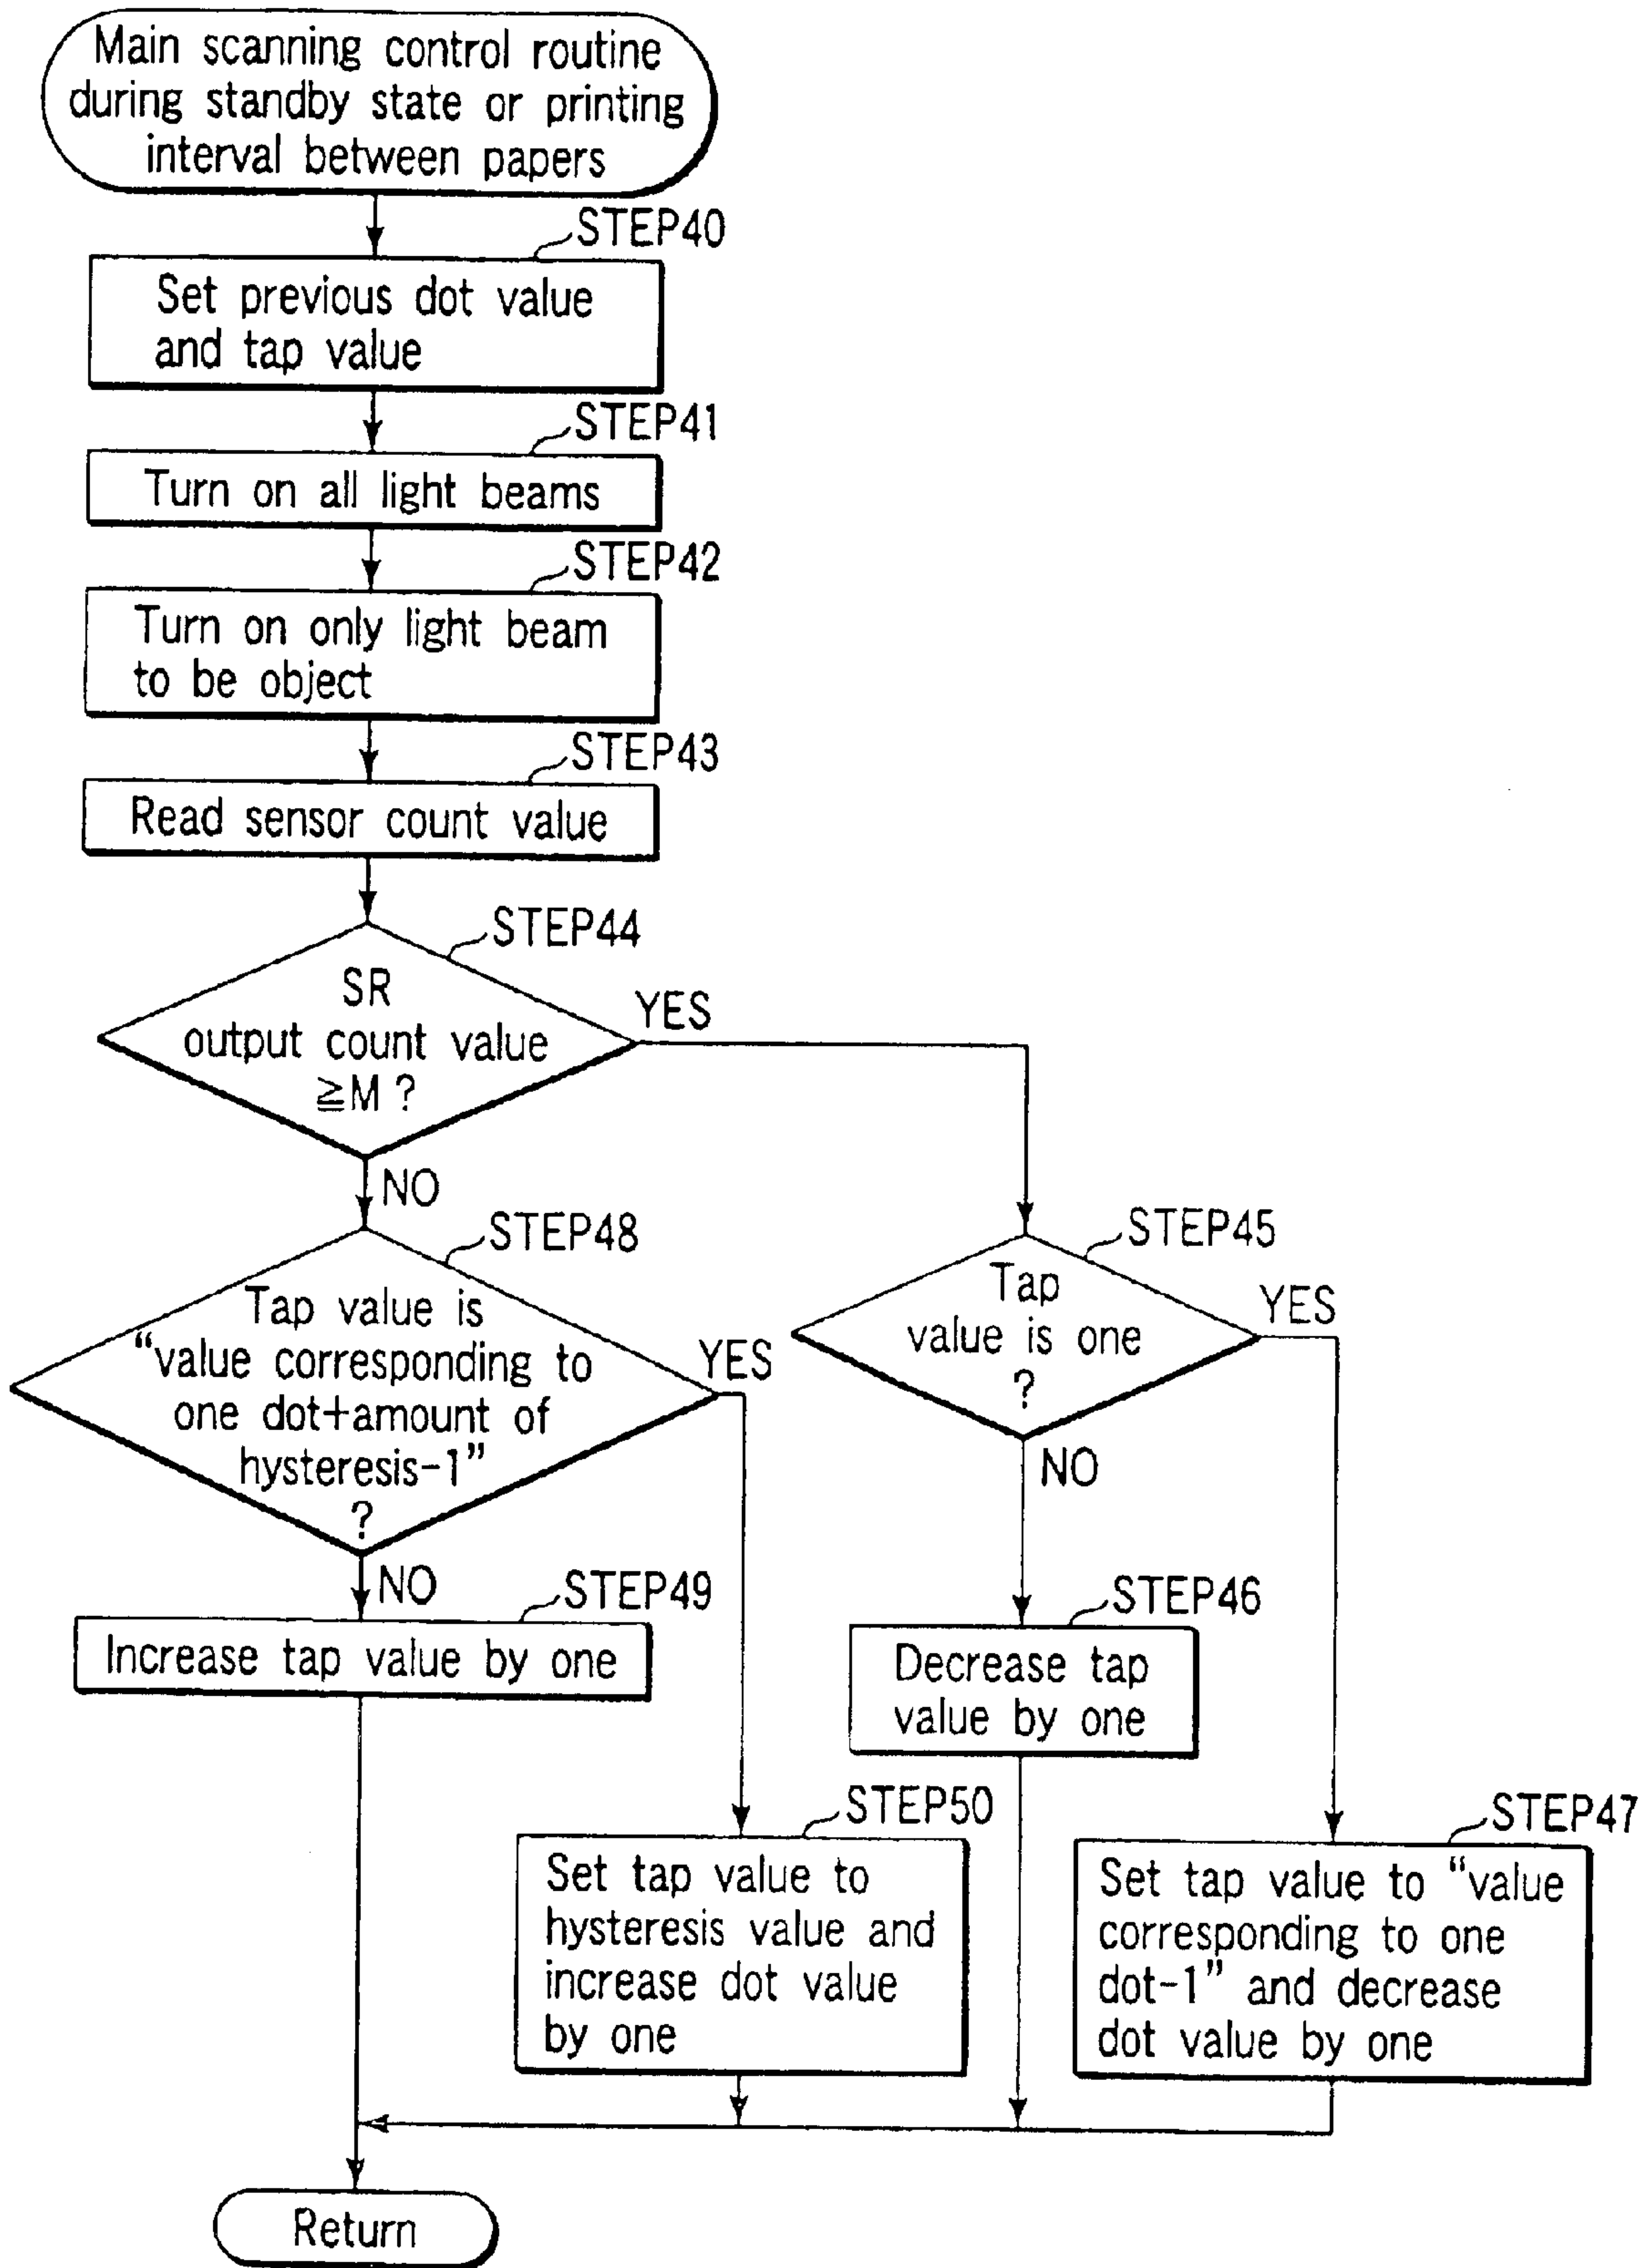 Main scanning control routine
during standby state or printing
interval between papers
STEP40
Set previous dot value
and tap value
STEP41
Turn on all light beams
STEP42
Turn on only light beam
to be object
STEP43
Read sensor count value
STEP44
SR
output count value
≧M ?
YES
NO
STEP48
Tap value is
“value corresponding to
one dot+amount of
hysteresis-1”
?
YES
NO
STEP45
Tap
value is one
?
YES
NO
STEP49
Increase tap value by one
STEP46
Decrease tap
value by one
STEP50
Set tap value to
hysteresis value and
increase dot value
by one
STEP47
Set tap value to “value
corresponding to one
dot-1” and decrease
dot value by one
Return